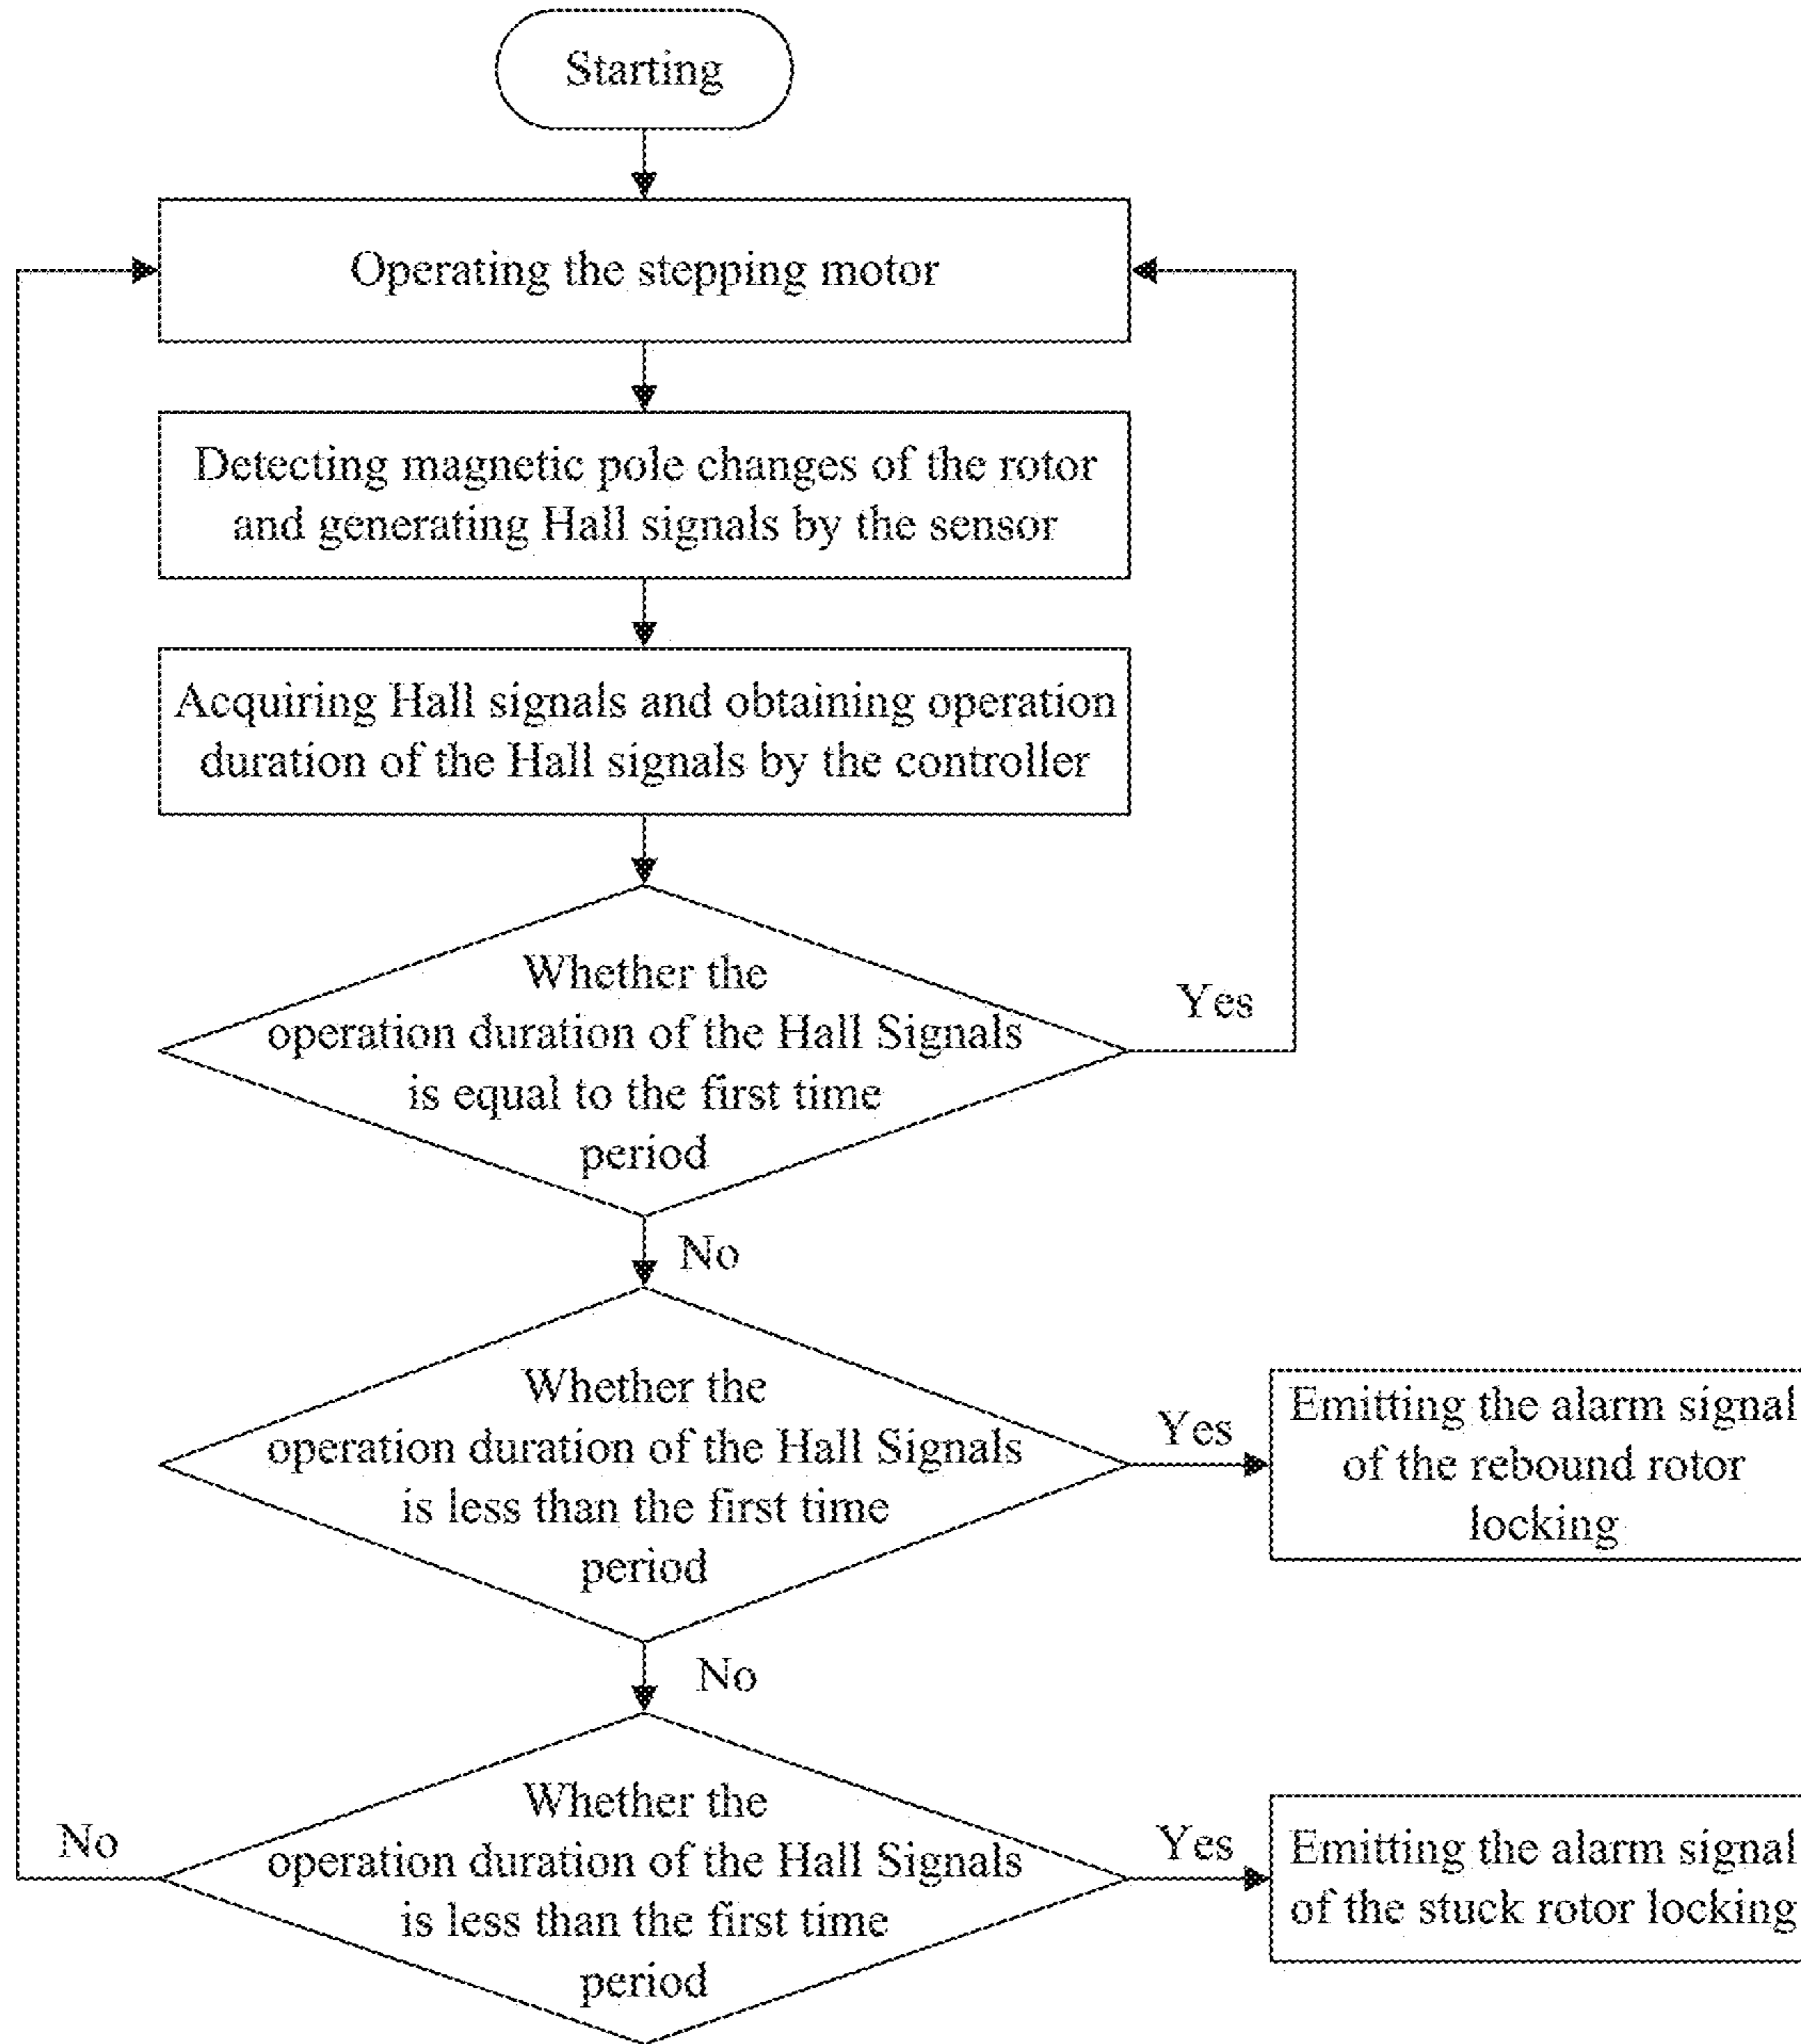 Starting
Operating the stepping motor
Detecting magnetic pole changes of the rotor
and generating Hall signals by the sensor
Acquiring Hall signals and obtaining operation
duration of the Hall signals by the controller
Whether the
operation duration of the Hall Signals
is equal to the first time
period
Yes
No
Whether the
operation duration of the Hall Signals
is less than the first time
period
Yes
Emitting the alarm signal
of the rebound rotor
locking
No
Whether the
operation duration of the Hall Signals
is less than the first time
period
No
Yes
Emitting the alarm signal
of the stuck rotor locking